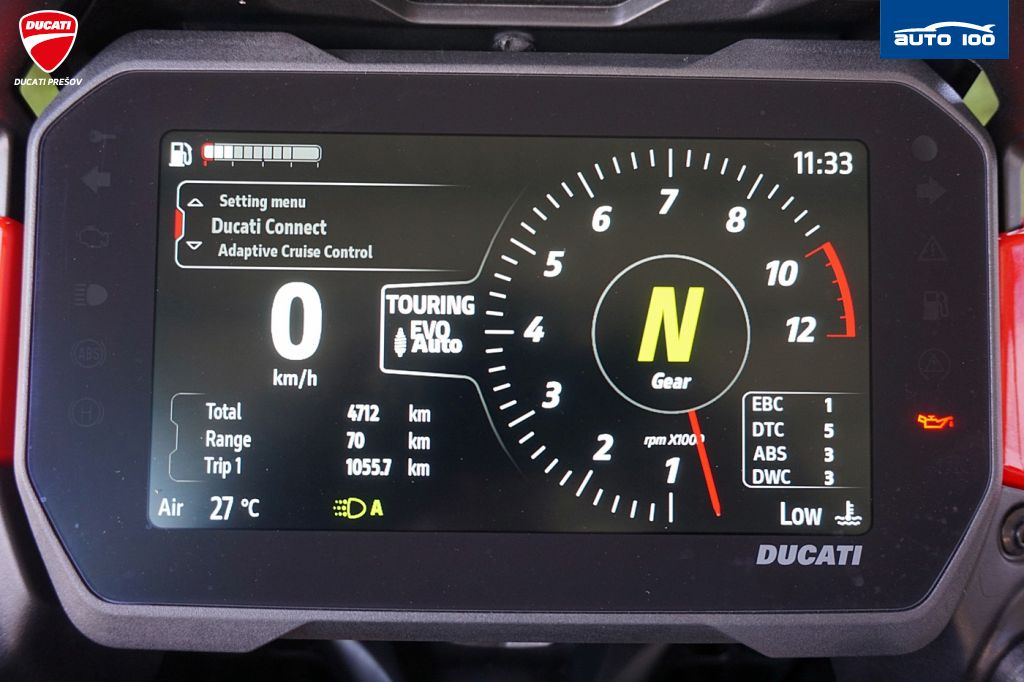 DUCATI
DUCATI PREŠOV
AUTO 100
11:33
Setting menu
Ducati Connect
Adaptive Cruise Control
0
km/h
TOURING
EVO
Auto
Total 4712 km
Range 70 km
Trip 1 1055.7 km
Air 27 °C
A
1
2
3
4
5
6
7
8
10
12
N
Gear
rpm X1000
EBC 1
DTC 5
ABS 3
DWC 3
Low
ABS
H
DUCATI